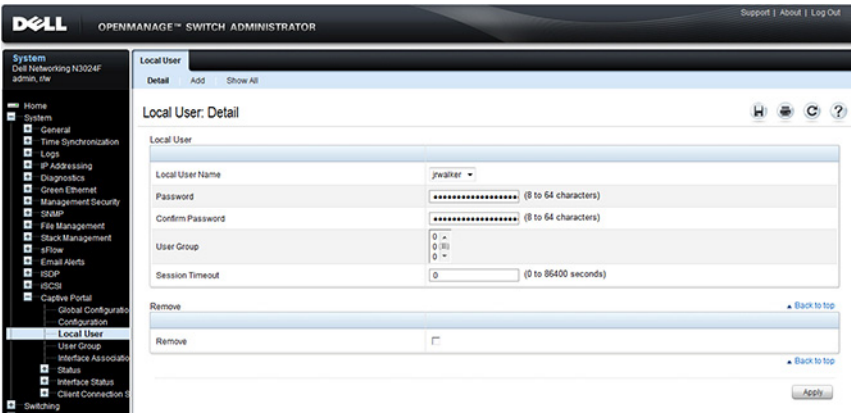 Support | About | Log Out
DELL OPENMANAGE™ SWITCH ADMINISTRATOR
System
Dell Networking N3024F
admin, r/w
Home
System
General
Time Synchronization
Logs
IP Addressing
Diagnostics
Green Ethernet
Management Security
SNMP
File Management
Stack Management
sFlow
Email Alerts
ISDP
iSCSI
Captive Portal
Global Configuratio
Configuration
Local User
User Group
Interface Associatio
Status
Interface Status
Client Connection S
Switching
Local User
Detail Add Show All
Local User: Detail
Local User
Local User Name jrwalker
Password •••••••••••••••••••• (8 to 64 characters)
Confirm Password •••••••••••••••••••• (8 to 64 characters)
User Group 0 0 0
Session Timeout 0 (0 to 86400 seconds)
Remove ▲ Back to top
Remove
▲ Back to top
Apply